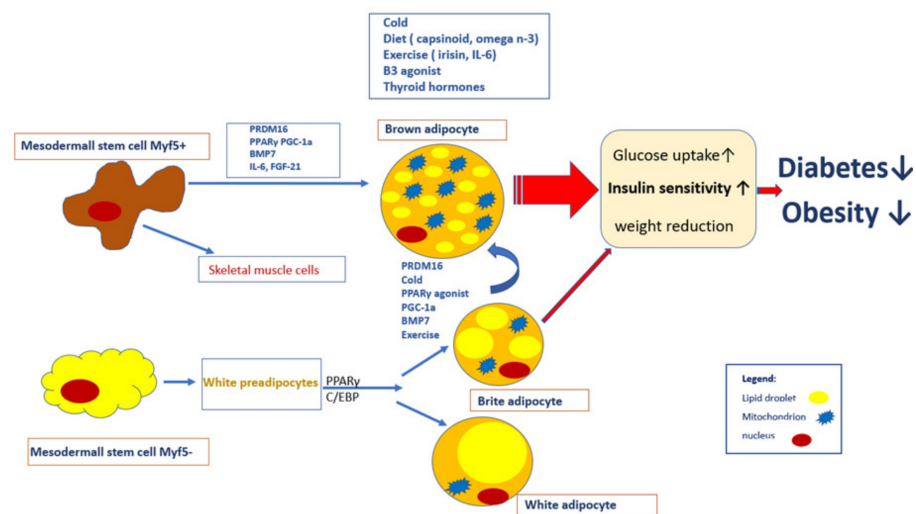 Cold
Diet ( capsinoid, omega n-3)
Exercise ( irisin, IL-6)
B3 agonist
Thyroid hormones
PRDM16
PPARγ PGC-1a
BMP7
IL-6, FGF-21
Mesodermall stem cell Myf5+
Brown adipocyte
Glucose uptake↑
Insulin sensitivity ↑
weight reduction
Diabetes↓
Obesity ↓
Skeletal muscle cells
PRDM16
Cold
PPARγ agonist
PGC-1a
BMP7
Exercise
White preadipocytes
PPARγ
C/EBP
Brite adipocyte
Mesodermall stem cell Myf5-
White adipocyte
Legend:
Lipid droplet
Mitochondrion
nucleus